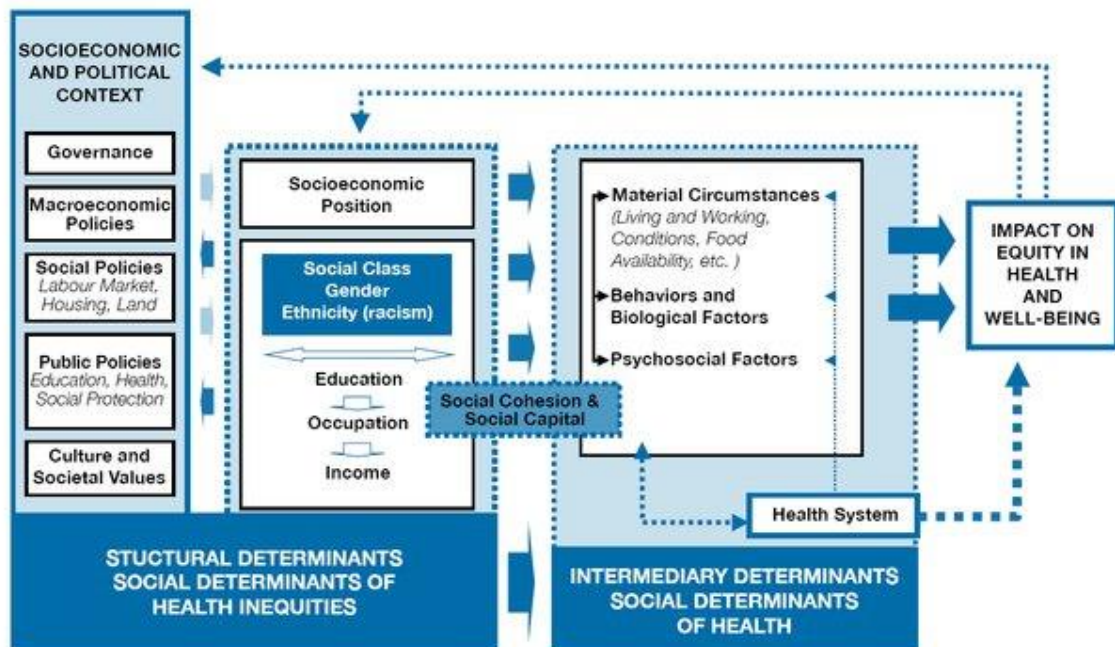 SOCIOECONOMIC
AND POLITICAL
CONTEXT
Governance
Macroeconomic
Policies
Social Policies
Labour Market,
Housing, Land
Public Policies
Education, Health,
Social Protection
Culture and
Societal Values
Socioeconomic
Position
Social Class
Gender
Ethnicity (racism)
Education
Occupation
Income
Social Cohesion &
Social Capital
Material Circumstances
(Living and Working,
Conditions, Food
Availability, etc. )
Behaviors and
Biological Factors
Psychosocial Factors
Health System
IMPACT ON
EQUITY IN
HEALTH
AND
WELL-BEING
STUCTURAL DETERMINANTS
SOCIAL DETERMINANTS OF
HEALTH INEQUITIES
INTERMEDIARY DETERMINANTS
SOCIAL DETERMINANTS
OF HEALTH